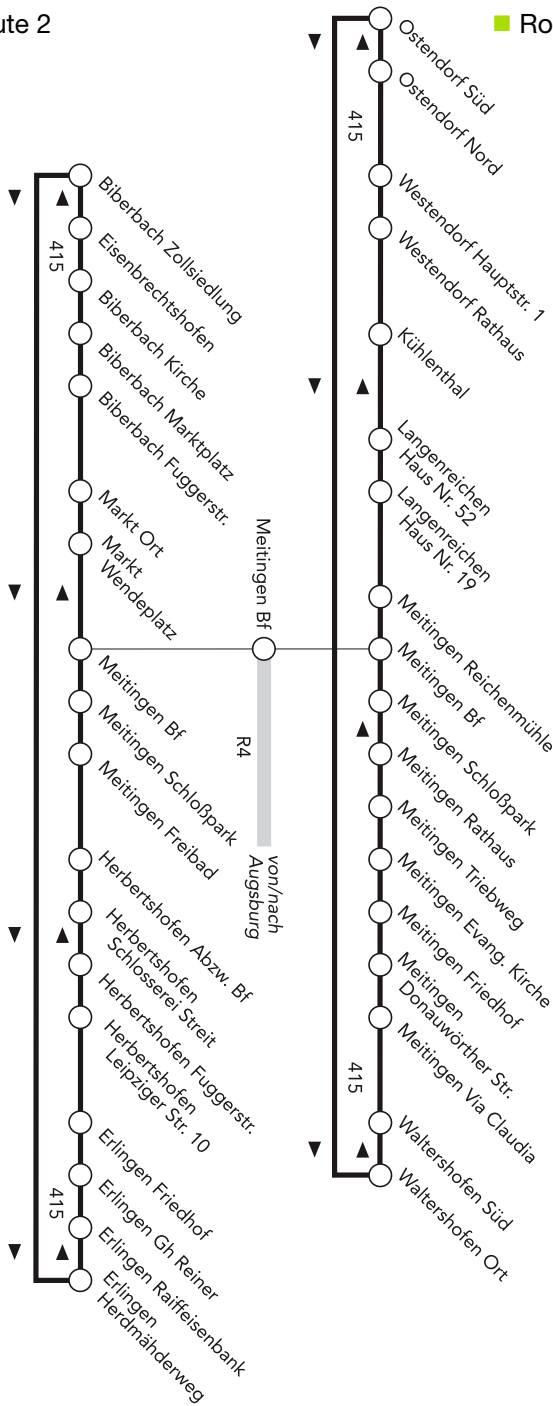 ute 2
Ro
415
Biberbach Zollsiedlung
Eisenbrechtshofen
Biberbach Kirche
Biberbach Marktplatz
Biberbach Fuggerstr.
Markt Ort
Markt
Wendeplatz
Meitingen Bf
Meitingen Schloßpark
Meitingen Freibad
Herbertshofen Abzw. Bf
Herbertshofen
Schlosserei Streit
Herbertshofen Fuggerstr.
Herbertshofen
Leipziger Str. 10
Erlingen Friedhof
Erlingen Gh Reiner
Erlingen Raiffeisenbank
Erlingen
Herdmähderweg
415
Meitingen Bf
R4
von/nach
Augsburg
415
Ostendorf Süd
Ostendorf Nord
Westendorf Hauptstr. 1
Westendorf Rathaus
Kühlenthal
Langenreichen
Haus Nr. 52
Langenreichen
Haus Nr. 19
Meitingen Reichenmühle
Meitingen Bf
Meitingen Schloßpark
Meitingen Rathaus
Meitingen Triebweg
Meitingen Evang. Kirche
Meitingen Friedhof
Meitingen
Donauwörther Str.
Meitingen Via Claudia
Waltershofen Süd
Waltershofen Ort
415